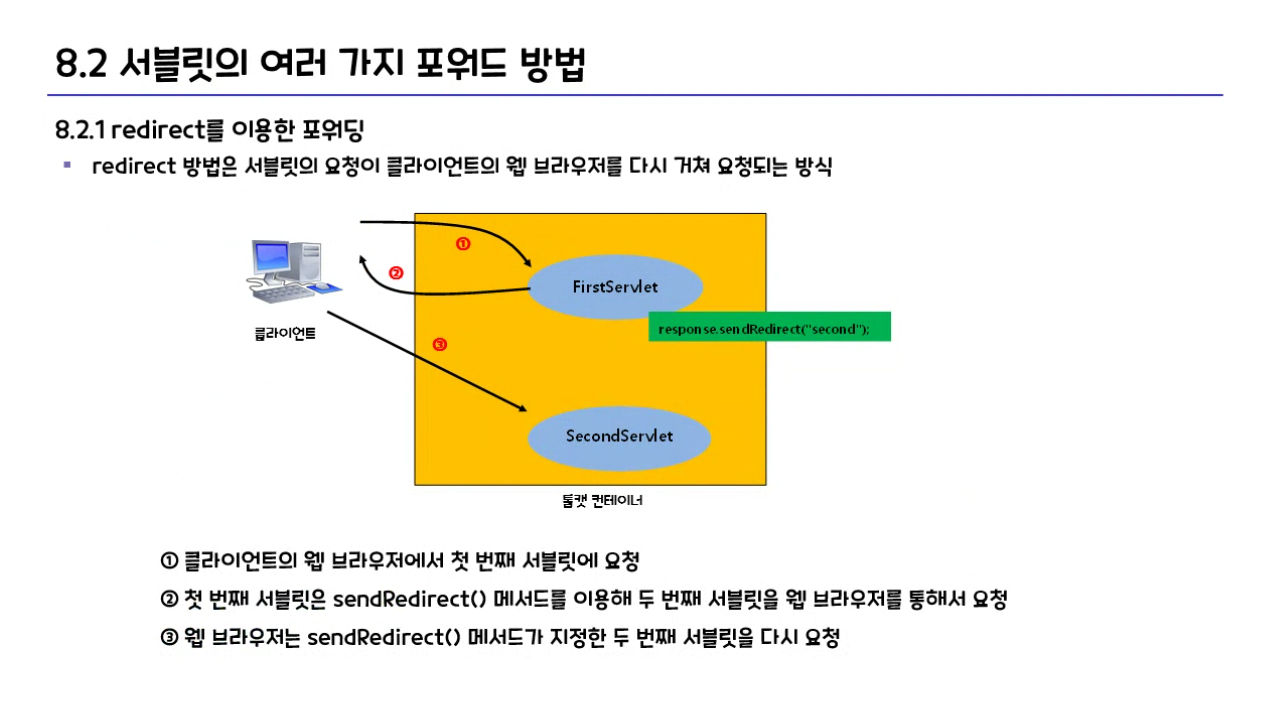 8.2 서블릿의 여러 가지 포워드 방법
8.2.1 redirect를 이용한 포워딩
▪ redirect 방법은 서블릿의 요청이 클라이언트의 웹 브라우저를 다시 거쳐 요청되는 방식
①
②
FirstServlet
response.sendRedirect("second");
클라이언트
③
SecondServlet
톰캣 컨테이너
① 클라이언트의 웹 브라우저에서 첫 번째 서블릿에 요청
② 첫 번째 서블릿은 sendRedirect() 메서드를 이용해 두 번째 서블릿을 웹 브라우저를 통해서 요청
③ 웹 브라우저는 sendRedirect() 메서드가 지정한 두 번째 서블릿을 다시 요청